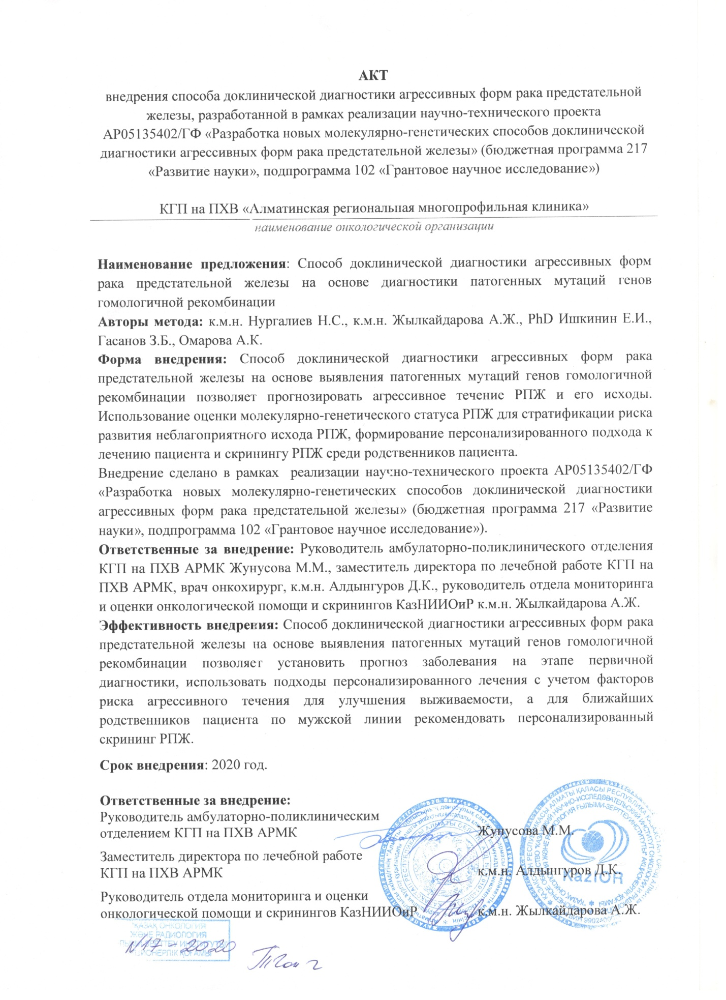 АКТ
внедрения способа доклинической диагностики агрессивных форм рака предстательной
железы, разработанной в рамках реализации научно-технического проекта
АР05135402/ГФ «Разработка новых молекулярно-генетических способов доклинической
диагностики агрессивных форм рака предстательной железы» (бюджетная программа 217
«Развитие науки», подпрограмма 102 «Грантовое научное исследование»)
КГП на ПХВ «Алматинская региональная многопрофильная клиника»
наименование онкологической организации
Наименование предложения: Способ доклинической диагностики агрессивных форм
рака предстательной железы на основе диагностики патогенных мутаций генов
гомологичной рекомбинации
Авторы метода: к.м.н. Нургалиев Н.С., к.м.н. Жылкайдарова А.Ж., PhD Ишкинин Е.И.,
Гасанов З.Б., Омарова А.К.
Форма внедрения: Способ доклинической диагностики агрессивных форм рака
предстательной железы на основе выявления патогенных мутаций генов гомологичной
рекомбинации позволяет прогнозировать агрессивное течение РПЖ и его исходы.
Использование оценки молекулярно-генетического статуса РПЖ для стратификации риска
развития неблагоприятного исхода РПЖ, формирование персонализированного подхода к
лечению пациента и скринингу РПЖ среди родственников пациента.
Внедрение сделано в рамках реализации научно-технического проекта АР05135402/ГФ
«Разработка новых молекулярно-генетических способов доклинической диагностики
агрессивных форм рака предстательной железы» (бюджетная программа 217 «Развитие
науки», подпрограмма 102 «Грантовое научное исследование»).
Ответственные за внедрение: Руководитель амбулаторно-поликлинического отделения
КГП на ПХВ АРМК Жунусова М.М., заместитель директора по лечебной работе КГП на
ПХВ АРМК, врач онкохирург, к.м.н. Алдынгуров Д.К., руководитель отдела мониторинга
и оценки онкологической помощи и скринингов КазНИИОиР к.м.н. Жылкайдарова А.Ж.
Эффективность внедрения: Способ доклинической диагностики агрессивных форм рака
предстательной железы на основе выявления патогенных мутаций генов гомологичной
рекомбинации позволяет установить прогноз заболевания на этапе первичной
диагностики, использовать подходы персонализированного лечения с учетом факторов
риска агрессивного течения для улучшения выживаемости, а для ближайших
родственников пациента по мужской линии рекомендовать персонализированный
скрининг РПЖ.
Срок внедрения: 2020 год.
Ответственные за внедрение:
Руководитель амбулаторно-поликлиническим
отделением КГП на ПХВ АРМК Жунусова М.М.
Заместитель директора по лечебной работе
КГП на ПХВ АРМК к.м.н. Алдынгуров Д.К.
Руководитель отдела мониторинга и оценки
онкологической помощи и скринингов КазНИИОиР к.м.н. Жылкайдарова А.Ж.
KazIOR
"ҚАЗАҚ ОНКОЛОГИЯ
ЖӘНЕ РАДИОЛОГИЯ
ИНСТИТУТЫ"
ҚОҒАМЫ
№17-2020